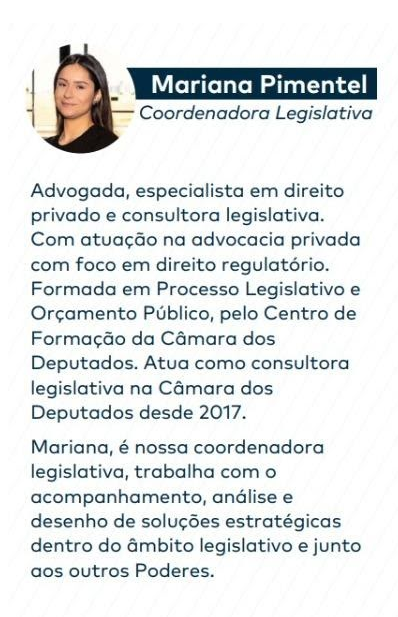 Mariana Pimentel
Coordenadora Legislativa
Advogada, especialista em direito
privado e consultora legislativa.
Com atuação na advocacia privada
com foco em direito regulatório.
Formada em Processo Legislativo e
Orçamento Público, pelo Centro de
Formação da Câmara dos
Deputados. Atua como consultora
legislativa na Câmara dos
Deputados desde 2017.
Mariana, é nossa coordenadora
legislativa, trabalha com o
acompanhamento, análise e
desenho de soluções estratégicas
dentro do âmbito legislativo e junto
aos outros Poderes.